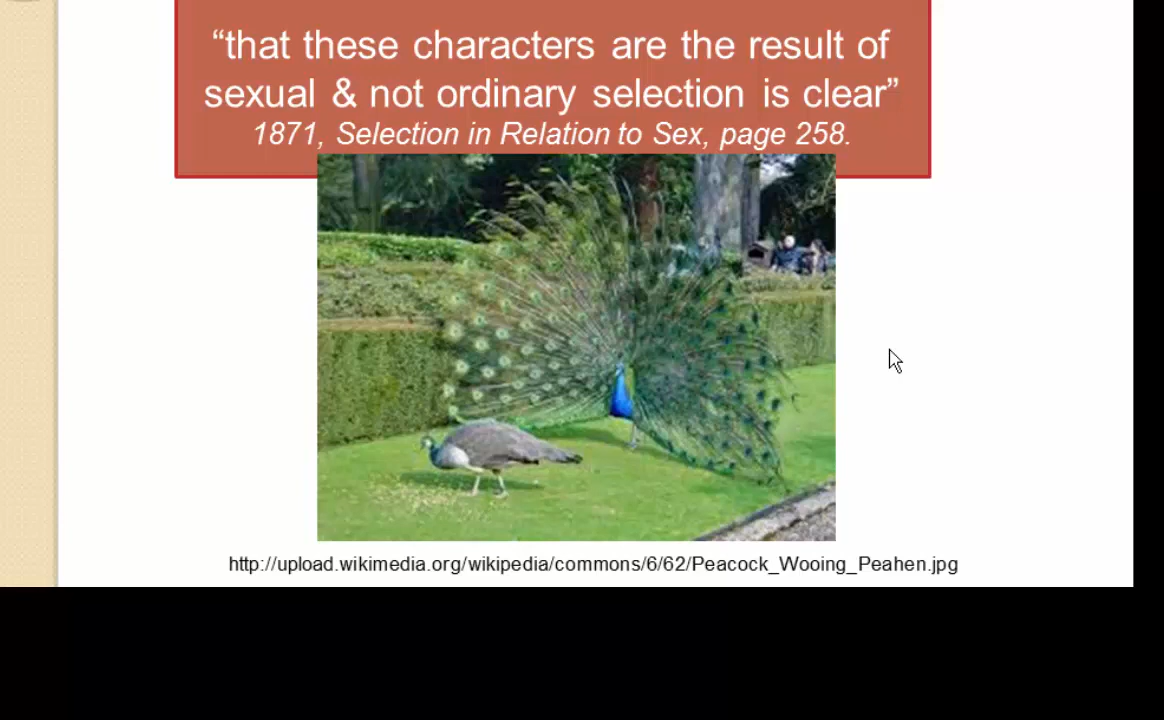 “that these characters are the result of
sexual & not ordinary selection is clear”
1871, Selection in Relation to Sex, page 258.
http://upload.wikimedia.org/wikipedia/commons/6/62/Peacock_Wooing_Peahen.jpg